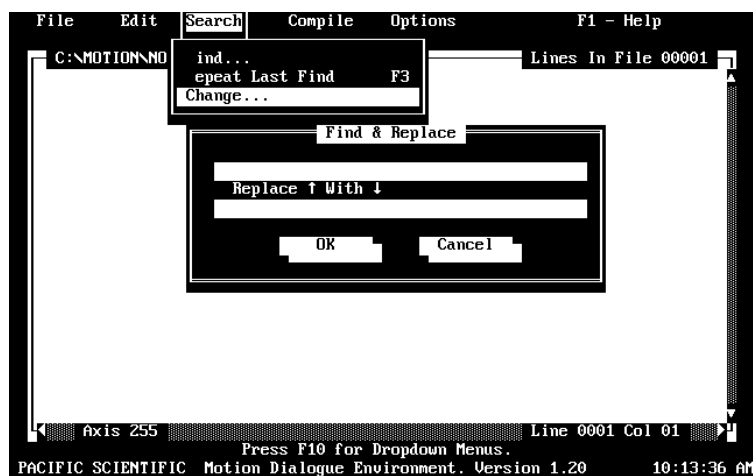 File Edit Search Compile Options F1 - Help
C:\MOTION\NO Lines In File 00001
ind...
epeat Last Find F3
Change...
Find & Replace
Replace ↑ With ↓
OK Cancel
Axis 255 Line 0001 Col 01
Press F10 for Dropdown Menus.
PACIFIC SCIENTIFIC Motion Dialogue Environment. Version 1.20 10:13:36 AM